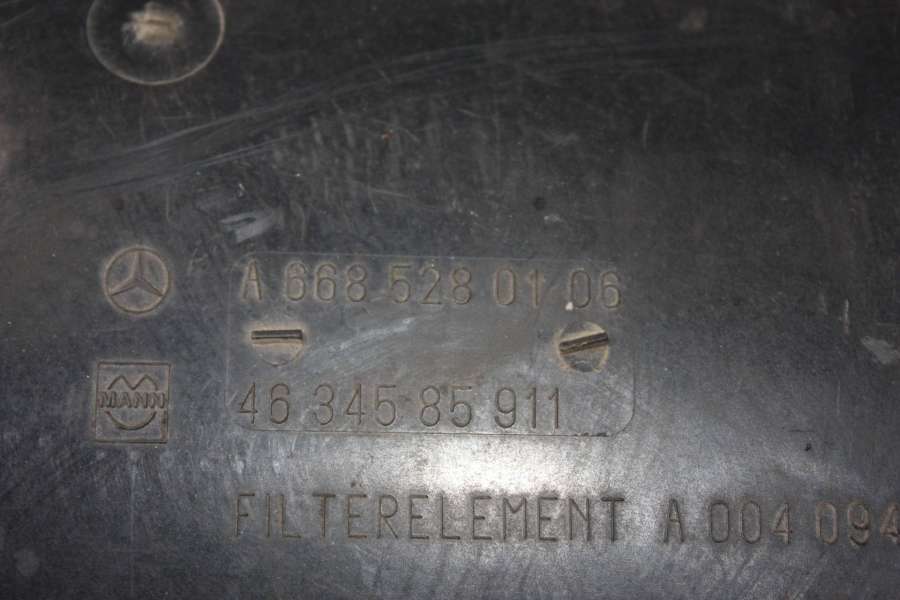 A 668 528 01 06
MANN
46 345 85 911
FILTERELEMENT A 004 094